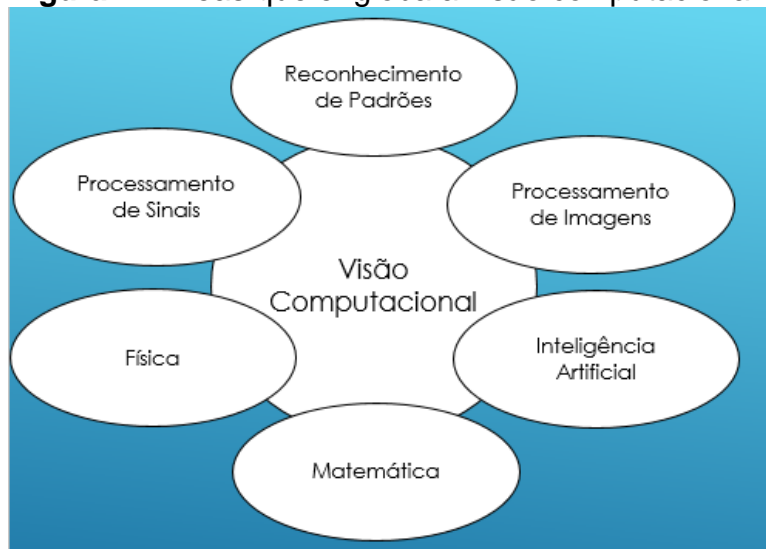 Reconhecimento
de Padrões
Processamento
de Sinais
Processamento
de Imagens
Visão
Computacional
Física
Inteligência
Artificial
Matemática